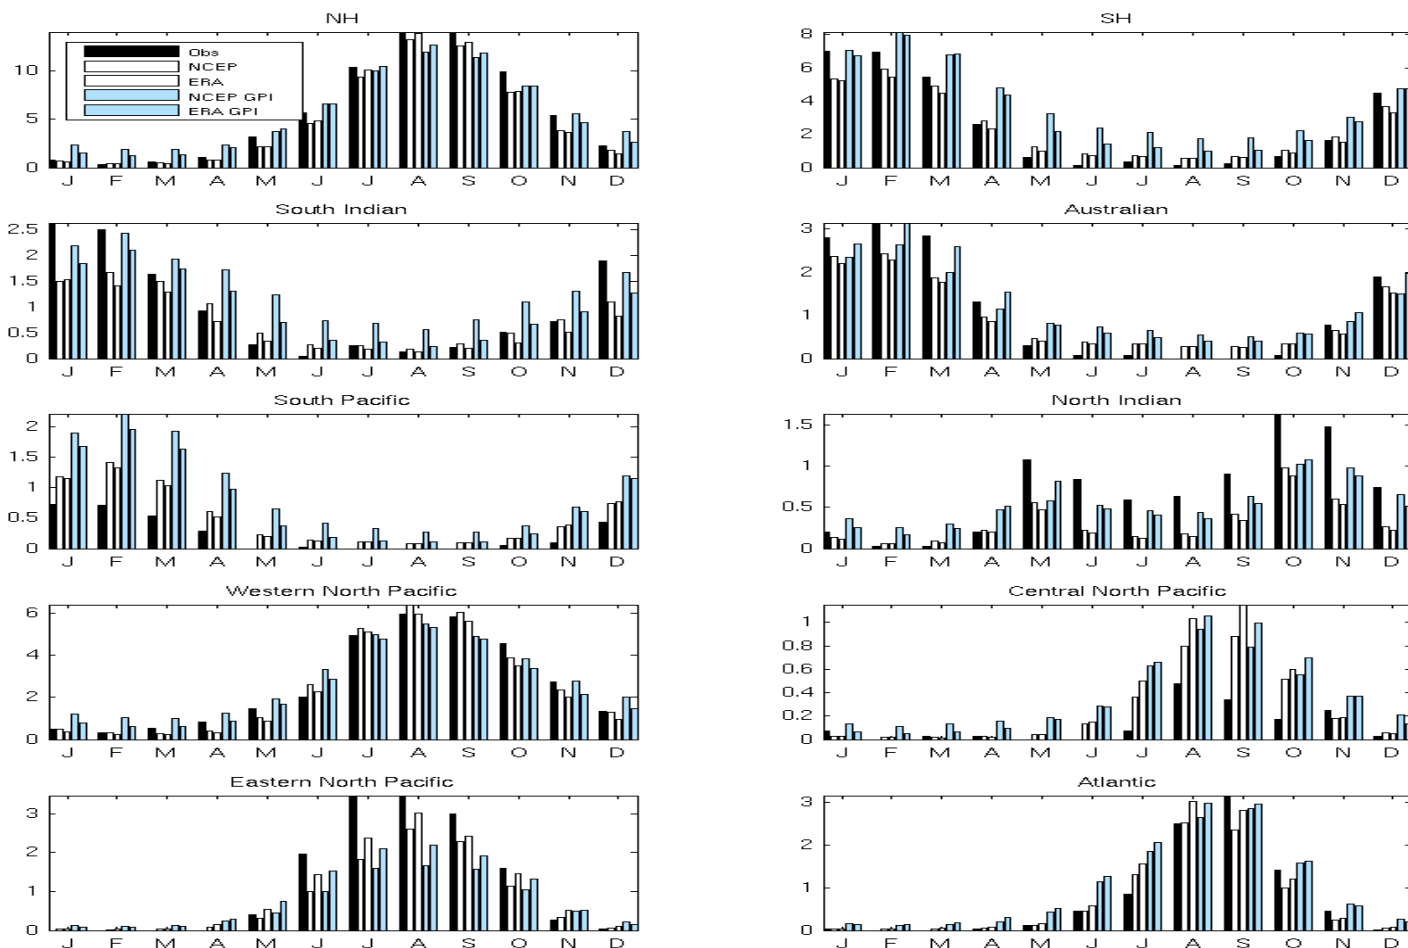 NH
Obs
NCEP
ERA
NCEP GPI
ERA GPI
10
5
0
J F M A M J J A S O N D
SH
8
6
4
2
0
J F M A M J J A S O N D
South Indian
2.5
2
1.5
1
0.5
0
J F M A M J J A S O N D
Australian
3
2
1
0
J F M A M J J A S O N D
South Pacific
2
1.5
1
0.5
0
J F M A M J J A S O N D
North Indian
1.5
1
0.5
0
J F M A M J J A S O N D
Western North Pacific
6
4
2
0
J F M A M J J A S O N D
Central North Pacific
1
0.8
0.6
0.4
0.2
0
J F M A M J J A S O N D
Eastern North Pacific
3
2
1
0
J F M A M J J A S O N D
Atlantic
3
2
1
0
J F M A M J J A S O N D